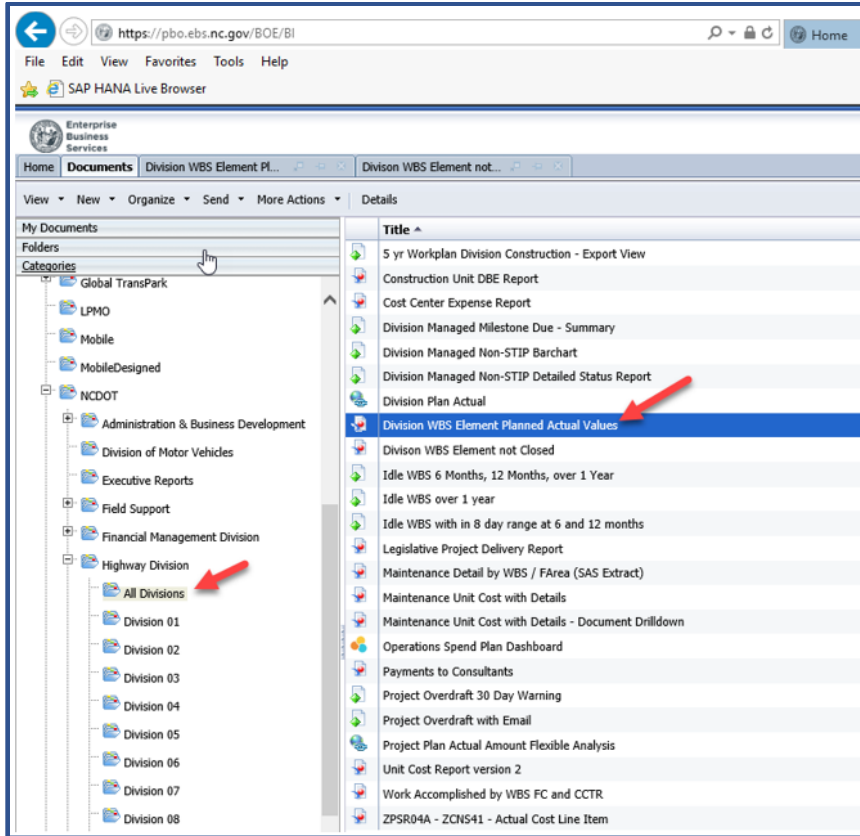 https://pbo.ebs.nc.gov/BOE/BI
Home
File Edit View Favorites Tools Help
SAP HANA Live Browser
Enterprise
Business
Services
Home Documents Division WBS Element Pl... Divison WBS Element not...
View New Organize Send More Actions Details
My Documents
Folders
Categories
Global TransPark
LPMO
Mobile
MobileDesigned
NCDOT
Administration & Business Development
Division of Motor Vehicles
Executive Reports
Field Support
Financial Management Division
Highway Division
All Divisions
Division 01
Division 02
Division 03
Division 04
Division 05
Division 06
Division 07
Division 08
Title
5 yr Workplan Division Construction - Export View
Construction Unit DBE Report
Cost Center Expense Report
Division Managed Milestone Due - Summary
Division Managed Non-STIP Barchart
Division Managed Non-STIP Detailed Status Report
Division Plan Actual
Division WBS Element Planned Actual Values
Divison WBS Element not Closed
Idle WBS 6 Months, 12 Months, over 1 Year
Idle WBS over 1 year
Idle WBS with in 8 day range at 6 and 12 months
Legislative Project Delivery Report
Maintenance Detail by WBS / FArea (SAS Extract)
Maintenance Unit Cost with Details
Maintenance Unit Cost with Details - Document Drilldown
Operations Spend Plan Dashboard
Payments to Consultants
Project Overdraft 30 Day Warning
Project Overdraft with Email
Project Plan Actual Amount Flexible Analysis
Unit Cost Report version 2
Work Accomplished by WBS FC and CCTR
ZPSR04A - ZCNS41 - Actual Cost Line Item